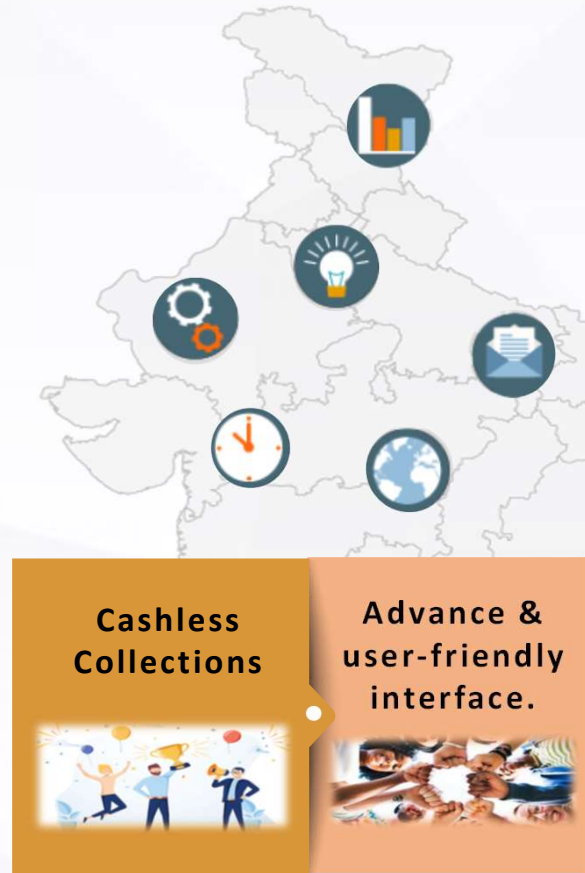 Cashless
Collections
Advance &
user-friendly
interface.